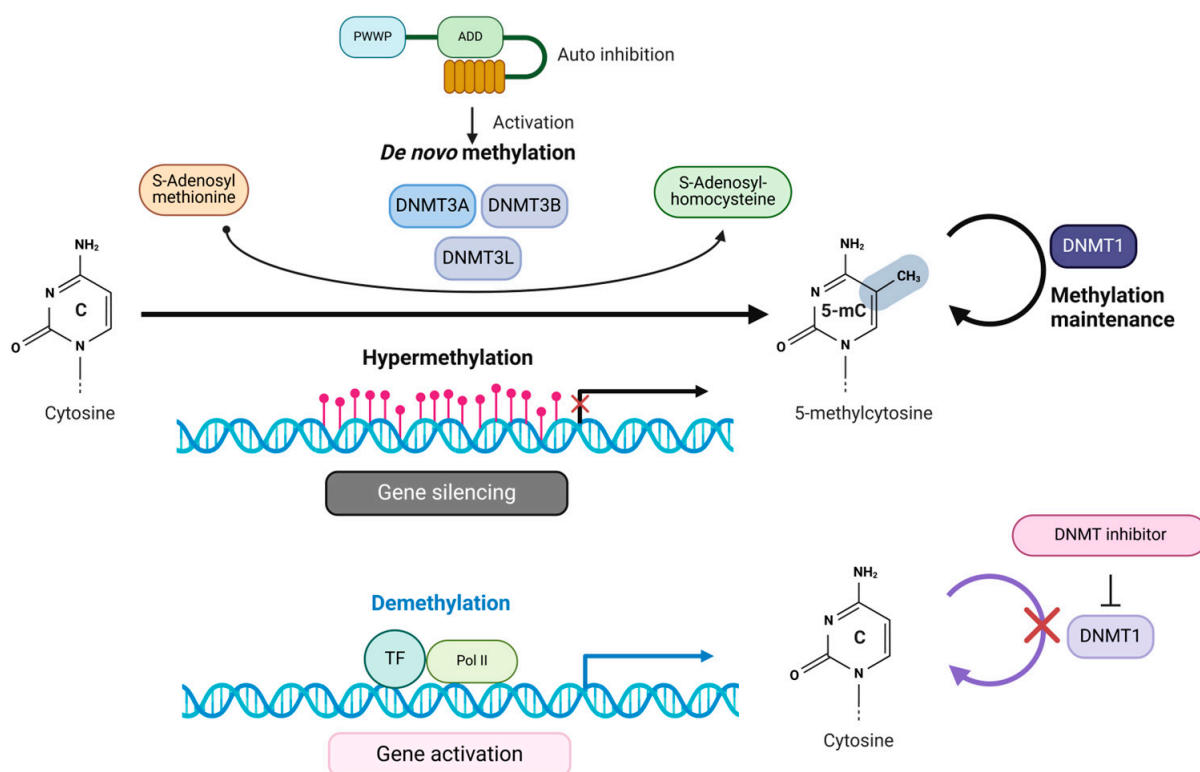 PWWP
ADD
Auto inhibition
Activation
De novo methylation
S-Adenosyl
methionine
DNMT3A
DNMT3B
DNMT3L
S-Adenosyl-
homocysteine
NH₂
N
C
O
N
Cytosine
NH₂
CH₃
N
5-mC
O
N
5-methylcytosine
DNMT1
Methylation
maintenance
Hypermethylation
Gene silencing
Demethylation
TF
Pol II
Gene activation
NH₂
N
C
O
N
Cytosine
DNMT inhibitor
DNMT1